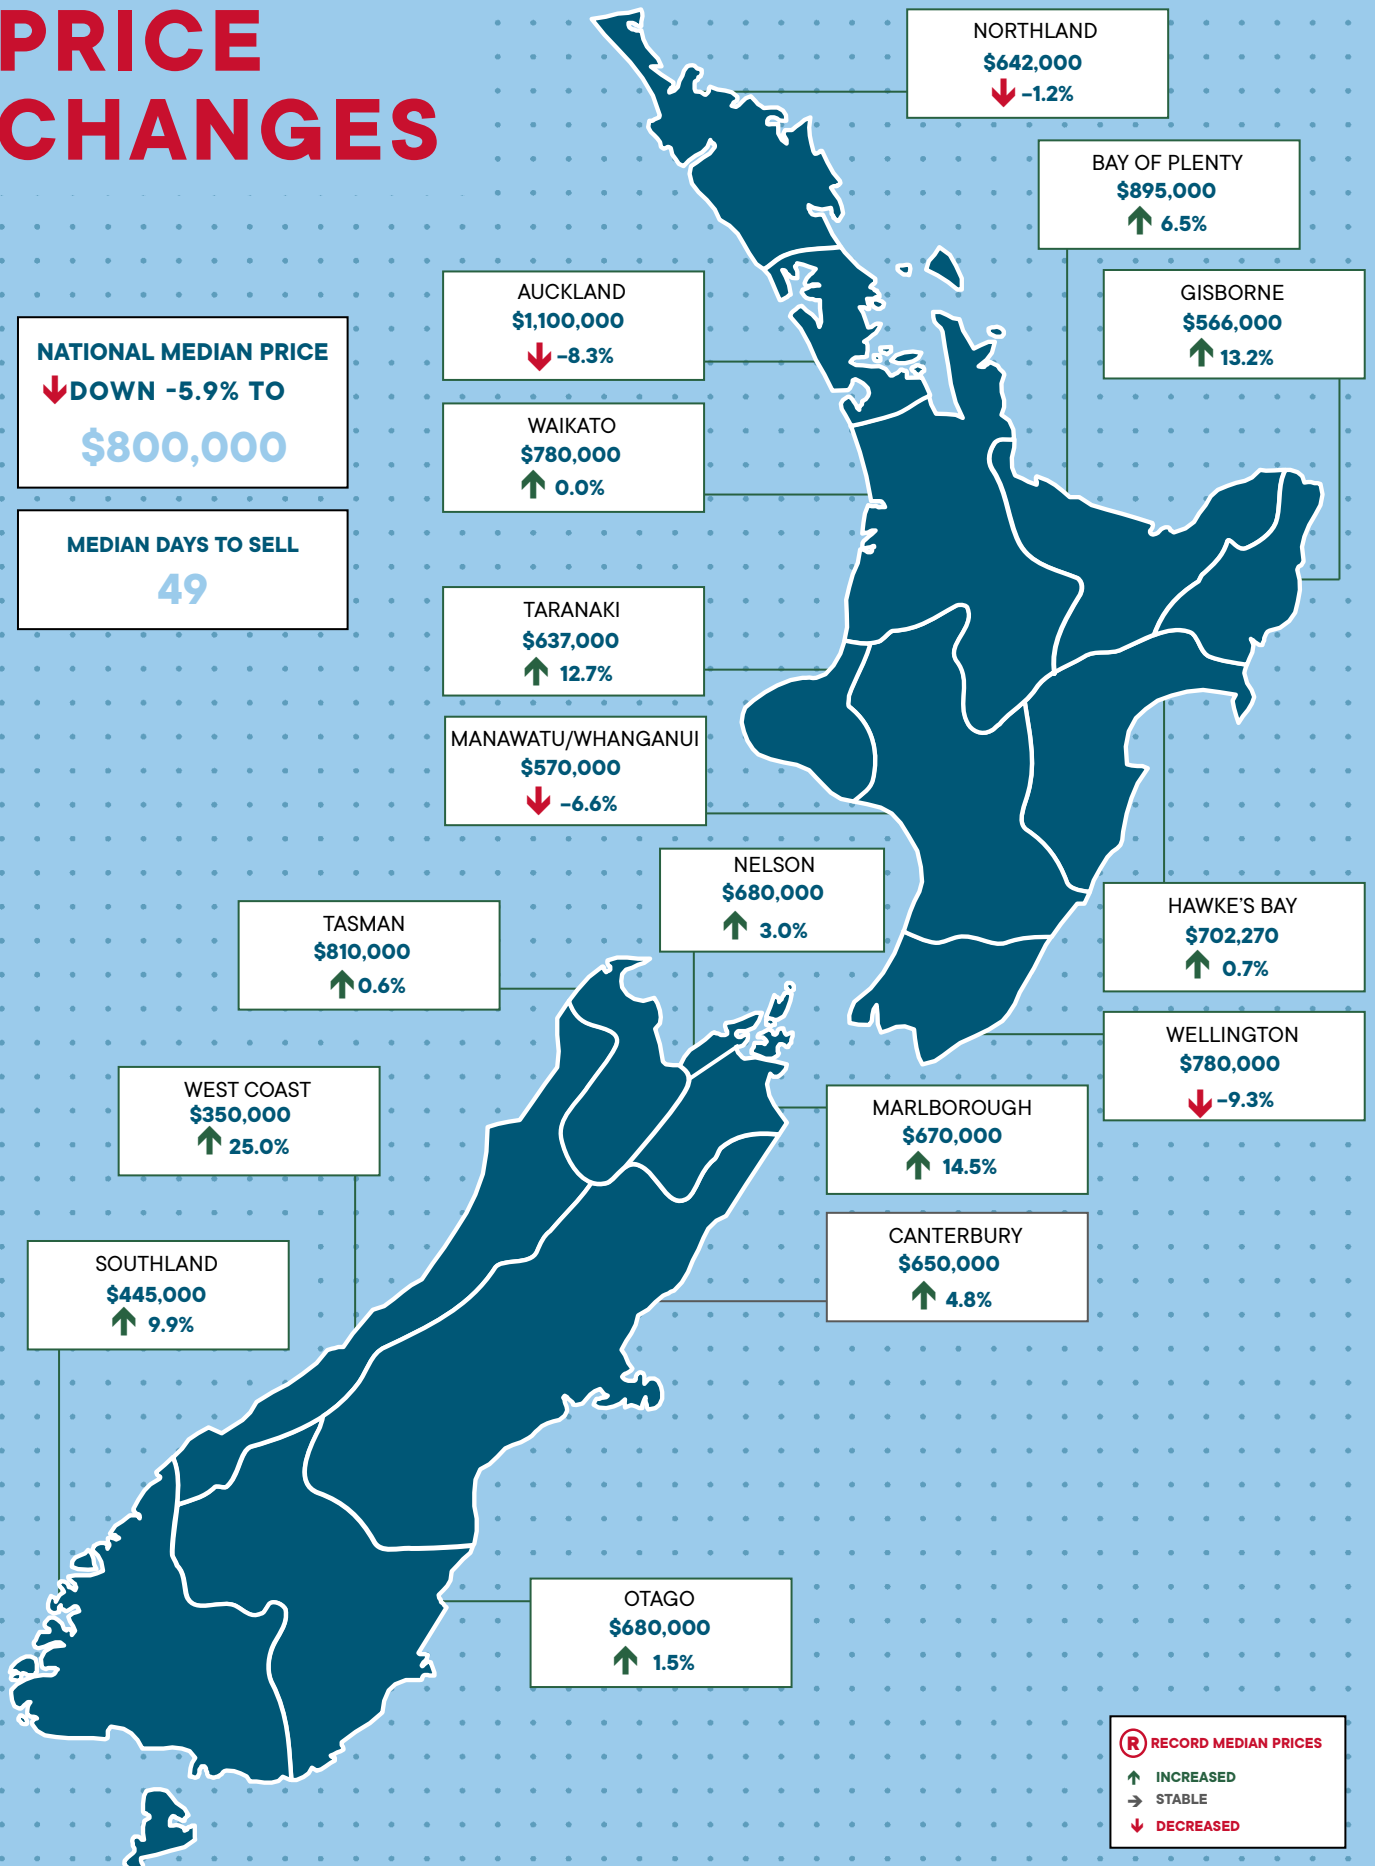 PRICE
CHANGES
NORTHLAND
$642,000
-1.2%
BAY OF PLENTY
$895,000
6.5%
GISBORNE
$566,000
13.2%
AUCKLAND
$1,100,000
-8.3%
NATIONAL MEDIAN PRICE
DOWN -5.9% TO
$800,000
WAIKATO
$780,000
0.0%
MEDIAN DAYS TO SELL
49
TARANAKI
$637,000
12.7%
MANAWATU/WHANGANUI
$570,000
-6.6%
NELSON
$680,000
3.0%
TASMAN
$810,000
0.6%
HAWKE'S BAY
$702,270
0.7%
WELLINGTON
$780,000
-9.3%
WEST COAST
$350,000
25.0%
MARLBOROUGH
$670,000
14.5%
CANTERBURY
$650,000
4.8%
SOUTHLAND
$445,000
9.9%
OTAGO
$680,000
1.5%
R RECORD MEDIAN PRICES
INCREASED
STABLE
DECREASED